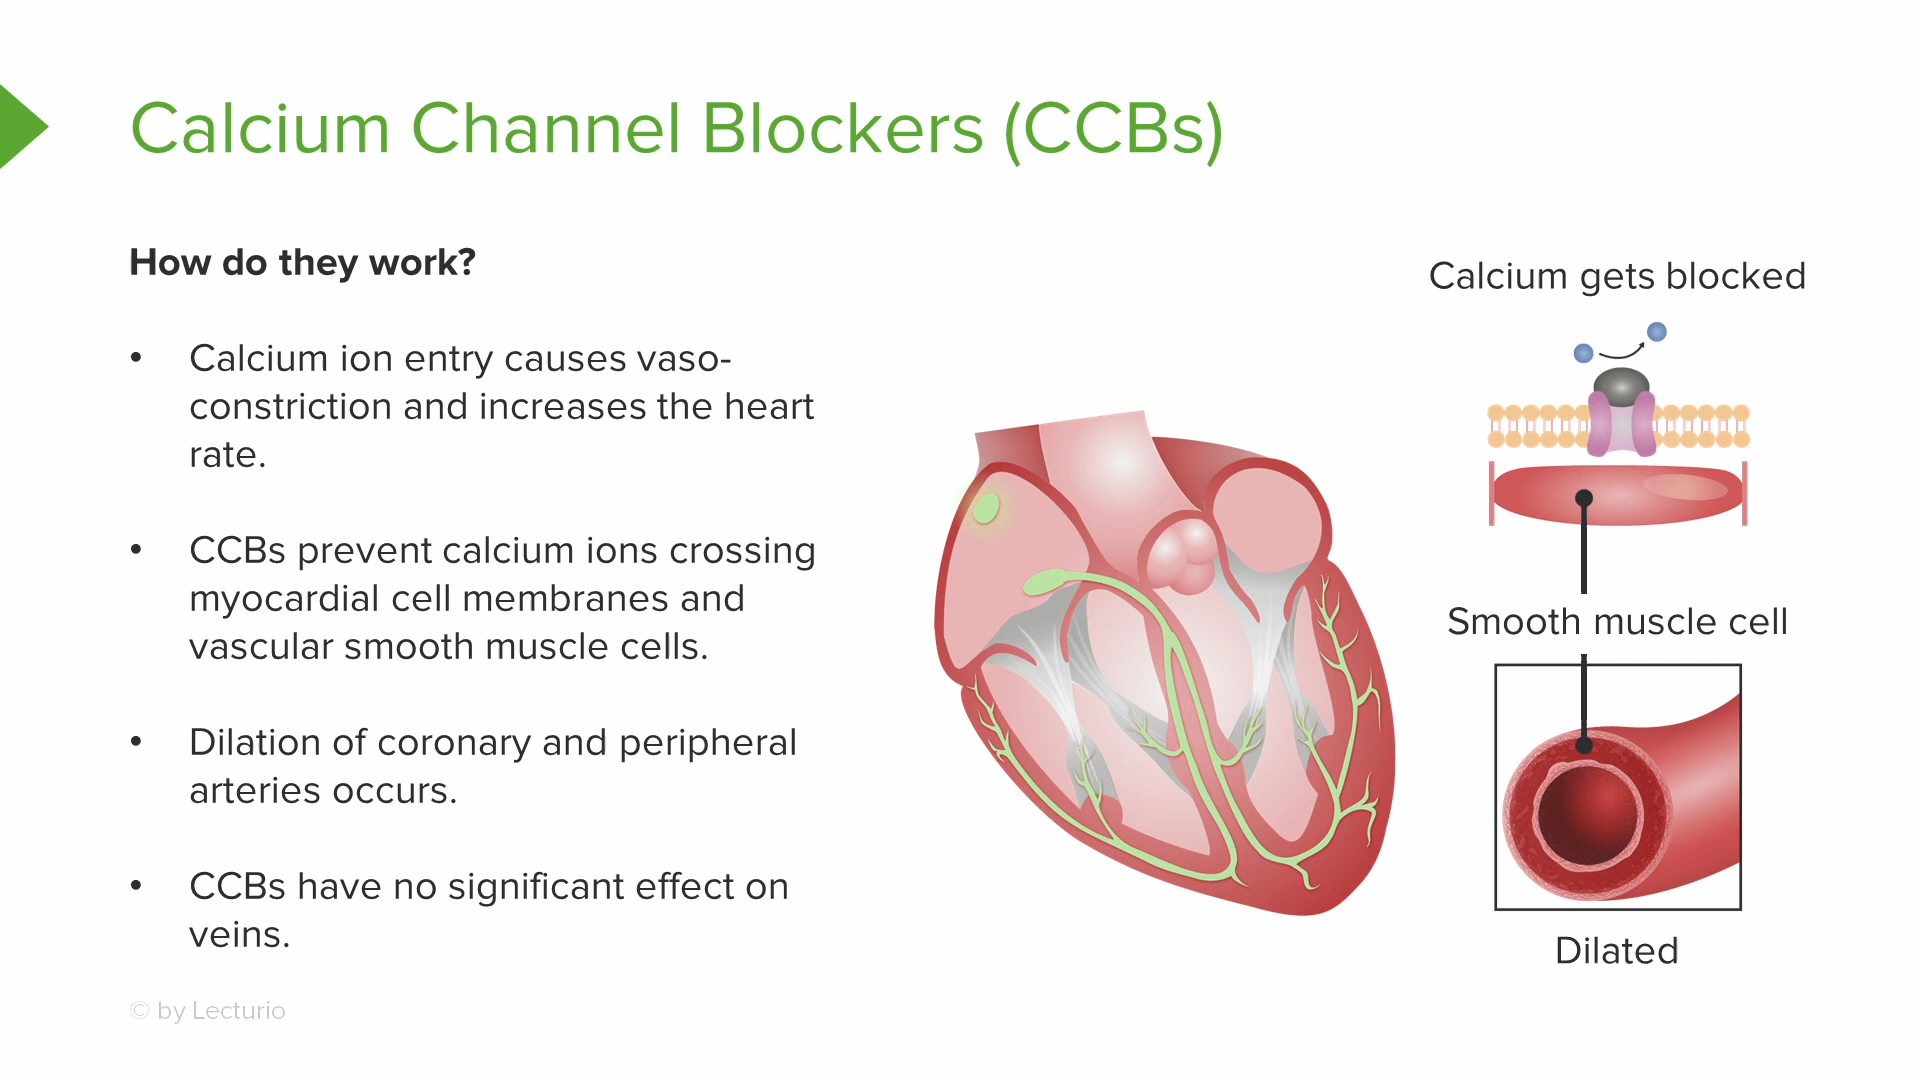 Calcium Channel Blockers (CCBs)
How do they work?
• Calcium ion entry causes vaso-
constriction and increases the heart
rate.
• CCBs prevent calcium ions crossing
myocardial cell membranes and
vascular smooth muscle cells.
• Dilation of coronary and peripheral
arteries occurs.
• CCBs have no significant effect on
veins.
Calcium gets blocked
Smooth muscle cell
Dilated
© by Lecturio